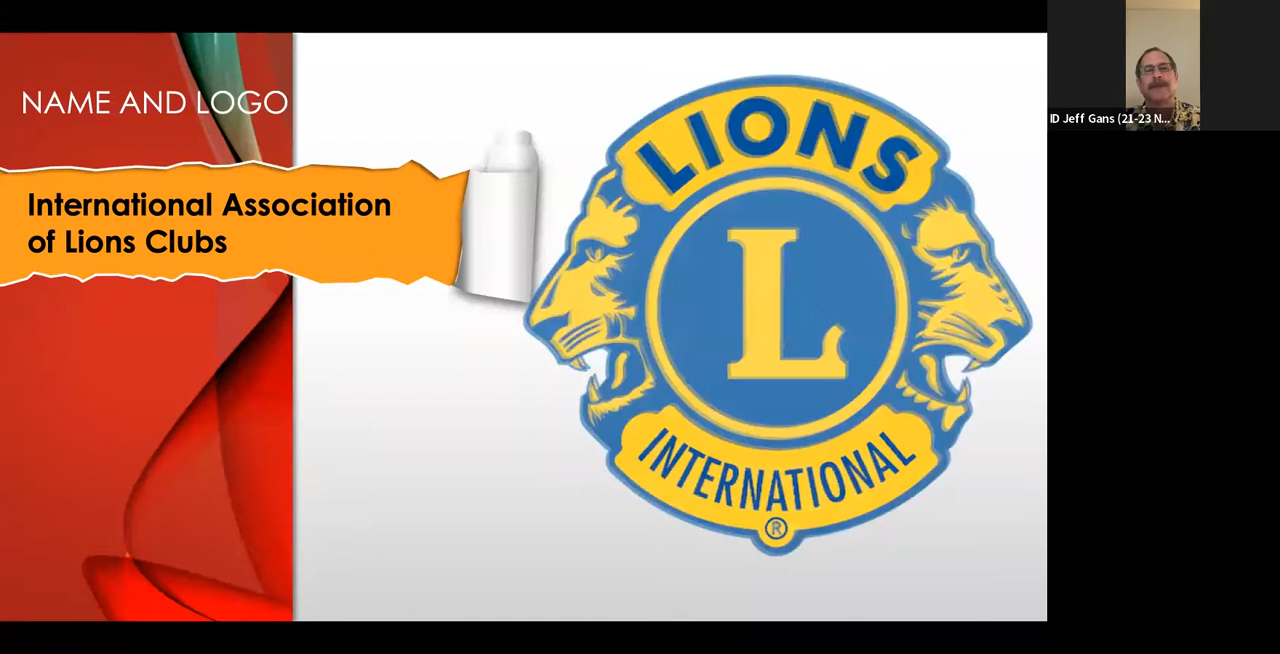 NAME AND LOGO
International Association
of Lions Clubs
LIONS
L
INTERNATIONAL
®
ID Jeff Gans (21-23 N...